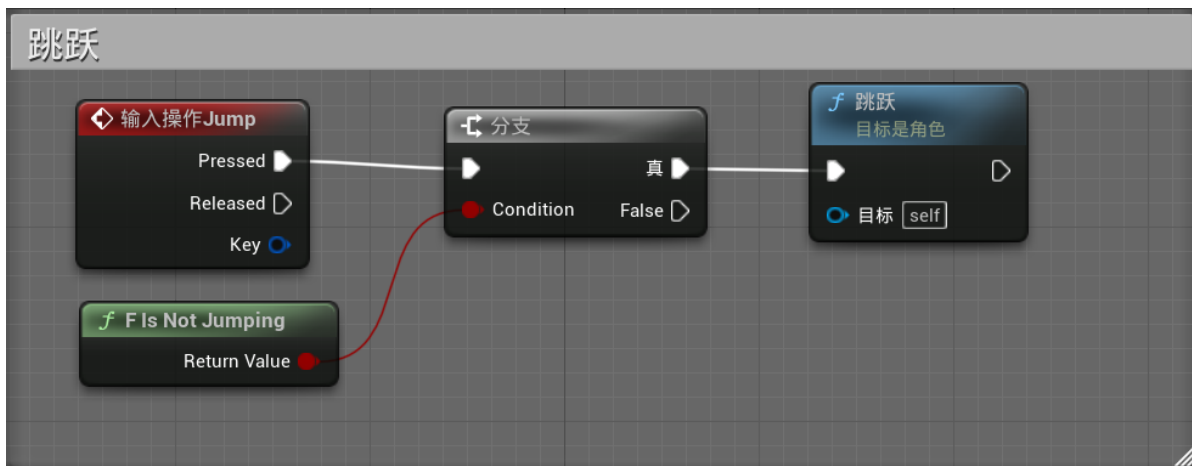 跳跃
输入操作Jump
Pressed
Released
Key
F Is Not Jumping
Return Value
分支
真
Condition
False
f 跳跃
目标是角色
目标 self